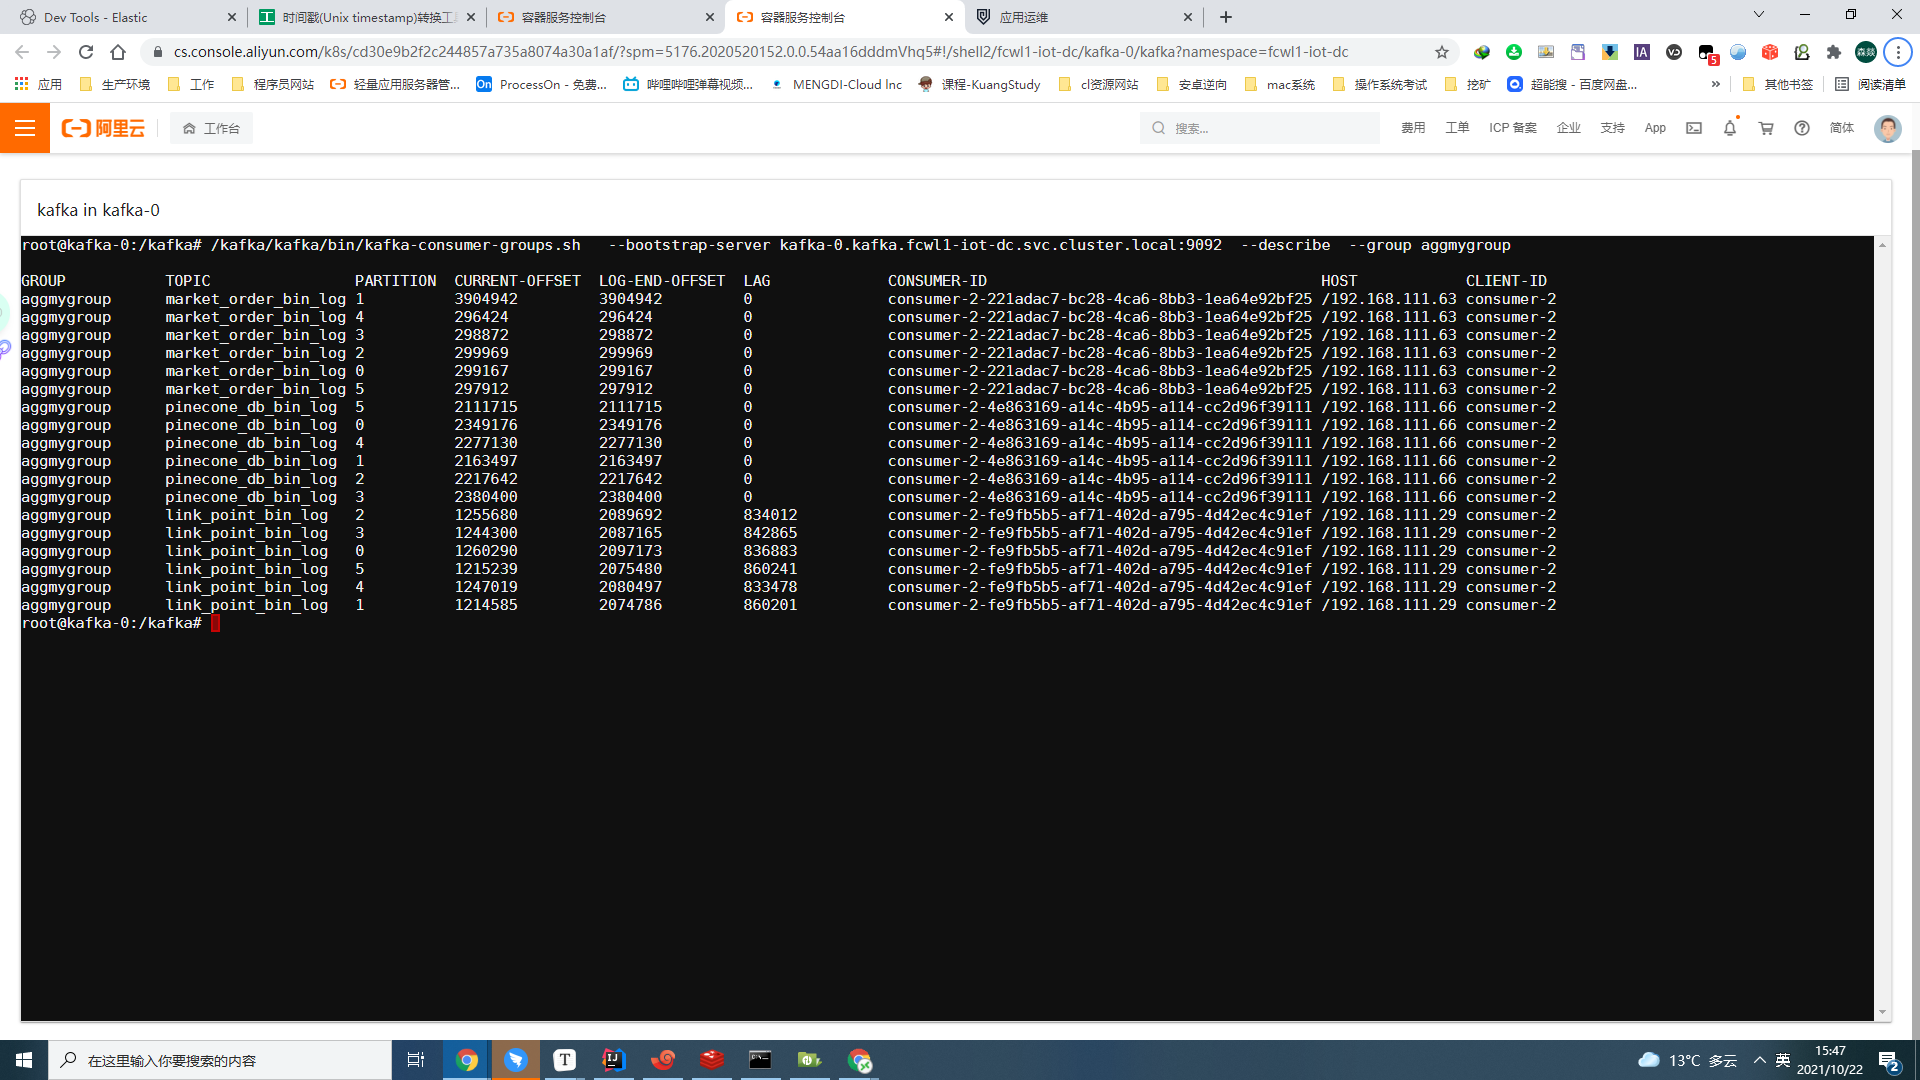 Dev Tools - Elastic
时间戳(Unix timestamp)转换工
容器服务控制台
容器服务控制台
应用运维
cs.console.aliyun.com/k8s/cd30e9b2f2c244857a735a8074a30a1af/?spm=5176.2020520152.0.0.54aa16dddmVhq5#!/shell2/fcwl1-iot-dc/kafka-0/kafka?namespace=fcwl1-iot-dc
IA
5
森燚
应用
生产环境
工作
程序员网站
轻量应用服务器管...
On ProcessOn - 免费...
哔哩哔哩弹幕视频...
MENGDI-Cloud Inc
课程-KuangStudy
cl资源网站
安卓逆向
mac系统
操作系统考试
挖矿
超能搜 - 百度网盘...
»
其他书签
阅读清单
阿里云
工作台
搜索...
费用
工单
ICP 备案
企业
支持
App
简体
kafka in kafka-0
root@kafka-0:/kafka# /kafka/kafka/bin/kafka-consumer-groups.sh --bootstrap-server kafka-0.kafka.fcwl1-iot-dc.svc.cluster.local:9092 --describe --group aggmygroup
GROUP TOPIC PARTITION CURRENT-OFFSET LOG-END-OFFSET LAG CONSUMER-ID HOST CLIENT-ID
aggmygroup market_order_bin_log 1 3904942 3904942 0 consumer-2-221adac7-bc28-4ca6-8bb3-1ea64e92bf25 /192.168.111.63 consumer-2
aggmygroup market_order_bin_log 4 296424 296424 0 consumer-2-221adac7-bc28-4ca6-8bb3-1ea64e92bf25 /192.168.111.63 consumer-2
aggmygroup market_order_bin_log 3 298872 298872 0 consumer-2-221adac7-bc28-4ca6-8bb3-1ea64e92bf25 /192.168.111.63 consumer-2
aggmygroup market_order_bin_log 2 299969 299969 0 consumer-2-221adac7-bc28-4ca6-8bb3-1ea64e92bf25 /192.168.111.63 consumer-2
aggmygroup market_order_bin_log 0 299167 299167 0 consumer-2-221adac7-bc28-4ca6-8bb3-1ea64e92bf25 /192.168.111.63 consumer-2
aggmygroup market_order_bin_log 5 297912 297912 0 consumer-2-221adac7-bc28-4ca6-8bb3-1ea64e92bf25 /192.168.111.63 consumer-2
aggmygroup pinecone_db_bin_log 5 2111715 2111715 0 consumer-2-4e863169-a14c-4b95-a114-cc2d96f39111 /192.168.111.66 consumer-2
aggmygroup pinecone_db_bin_log 0 2349176 2349176 0 consumer-2-4e863169-a14c-4b95-a114-cc2d96f39111 /192.168.111.66 consumer-2
aggmygroup pinecone_db_bin_log 4 2277130 2277130 0 consumer-2-4e863169-a14c-4b95-a114-cc2d96f39111 /192.168.111.66 consumer-2
aggmygroup pinecone_db_bin_log 1 2163497 2163497 0 consumer-2-4e863169-a14c-4b95-a114-cc2d96f39111 /192.168.111.66 consumer-2
aggmygroup pinecone_db_bin_log 2 2217642 2217642 0 consumer-2-4e863169-a14c-4b95-a114-cc2d96f39111 /192.168.111.66 consumer-2
aggmygroup pinecone_db_bin_log 3 2380400 2380400 0 consumer-2-4e863169-a14c-4b95-a114-cc2d96f39111 /192.168.111.66 consumer-2
aggmygroup link_point_bin_log 2 1255680 2089692 834012 consumer-2-fe9fb5b5-af71-402d-a795-4d42ec4c91ef /192.168.111.29 consumer-2
aggmygroup link_point_bin_log 3 1244300 2087165 842865 consumer-2-fe9fb5b5-af71-402d-a795-4d42ec4c91ef /192.168.111.29 consumer-2
aggmygroup link_point_bin_log 0 1260290 2097173 836883 consumer-2-fe9fb5b5-af71-402d-a795-4d42ec4c91ef /192.168.111.29 consumer-2
aggmygroup link_point_bin_log 5 1215239 2075480 860241 consumer-2-fe9fb5b5-af71-402d-a795-4d42ec4c91ef /192.168.111.29 consumer-2
aggmygroup link_point_bin_log 4 1247019 2080497 833478 consumer-2-fe9fb5b5-af71-402d-a795-4d42ec4c91ef /192.168.111.29 consumer-2
aggmygroup link_point_bin_log 1 1214585 2074786 860201 consumer-2-fe9fb5b5-af71-402d-a795-4d42ec4c91ef /192.168.111.29 consumer-2
root@kafka-0:/kafka#
在这里输入你要搜索的内容
T
IJ
13°C 多云
英
15:47
2021/10/22
2